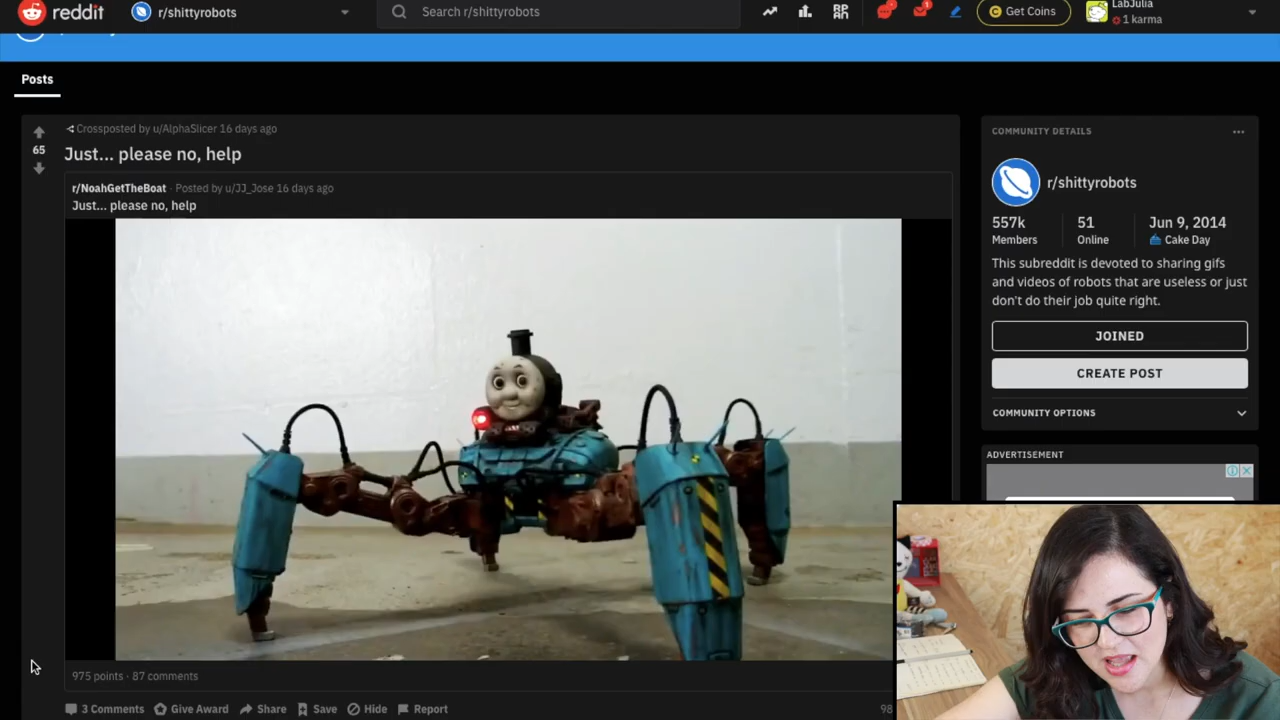 reddit
r/shittyrobots
Search r/shittyrobots
Get Coins
LabJulia
1 karma
Posts
Crossposted by u/AlphaSlicer 16 days ago
65
Just... please no, help
r/NoahGetTheBoat · Posted by u/JJ_Jose 16 days ago
Just... please no, help
975 points · 87 comments
3 Comments
Give Award
Share
Save
Hide
Report
98
COMMUNITY DETAILS
r/shittyrobots
557k
Members
51
Online
Jun 9, 2014
Cake Day
This subreddit is devoted to sharing gifs
and videos of robots that are useless or just
don't do their job quite right.
JOINED
CREATE POST
COMMUNITY OPTIONS
ADVERTISEMENT